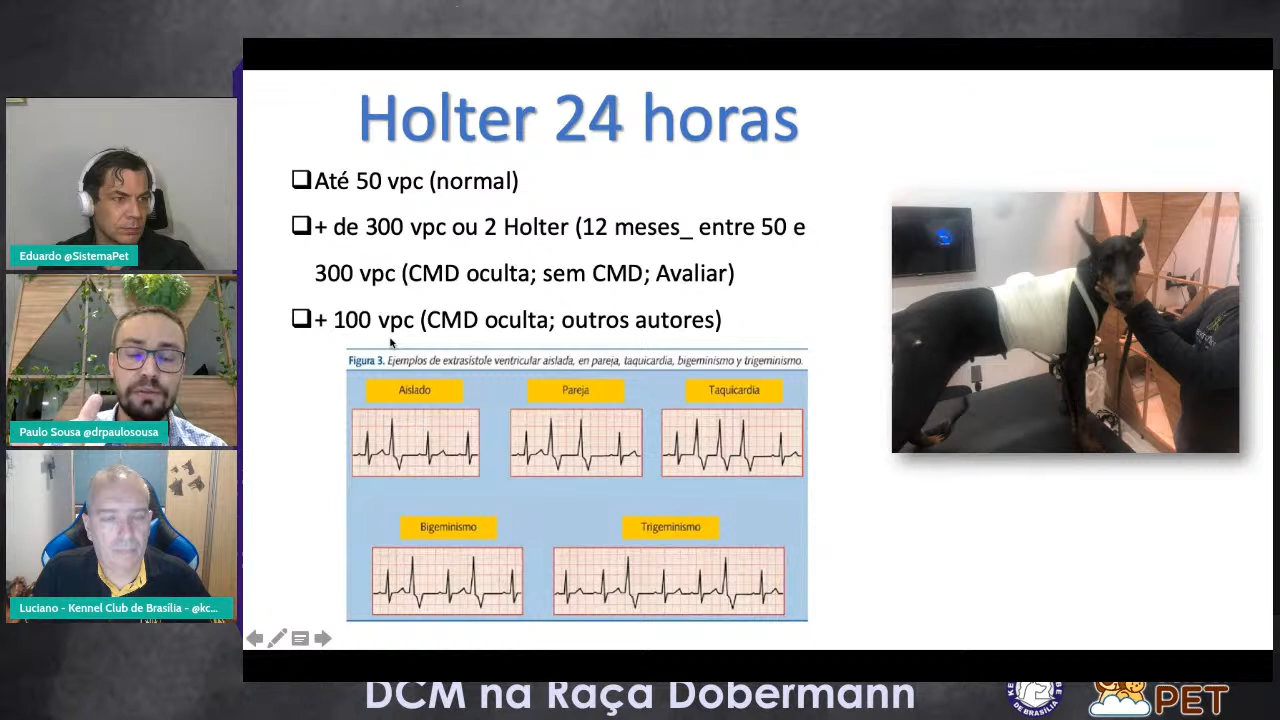 Holter 24 horas
❑Até 50 vpc (normal)
❑+ de 300 vpc ou 2 Holter (12 meses_ entre 50 e
300 vpc (CMD oculta; sem CMD; Avaliar)
❑+ 100 vpc (CMD oculta; outros autores)
Figura 3. Ejemplos de extrasístole ventricular aislada, en pareja, taquicardia, bigeminismo y trigeminismo.
Aislado
Pareja
Taquicardia
Bigeminismo
Trigeminismo
Eduardo @SistemaPet
Paulo Sousa @drpaulosousa
Luciano - Kennel Club de Brasília - @kc...
DCM na Raça Dobermann
DE BRASILIA
PET